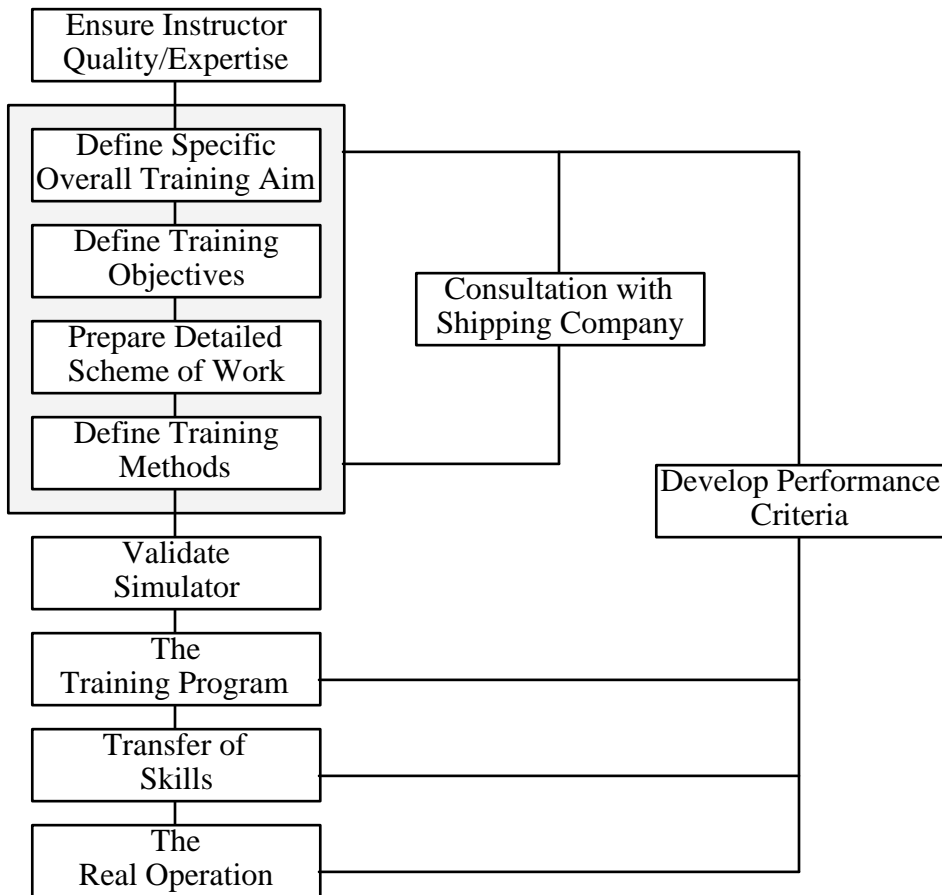 Ensure Instructor
Quality/Expertise
Define Specific
Overall Training Aim
Define Training
Objectives
Prepare Detailed
Scheme of Work
Define Training
Methods
Consultation with
Shipping Company
Develop Performance
Criteria
Validate
Simulator
The
Training Program
Transfer of
Skills
The
Real Operation